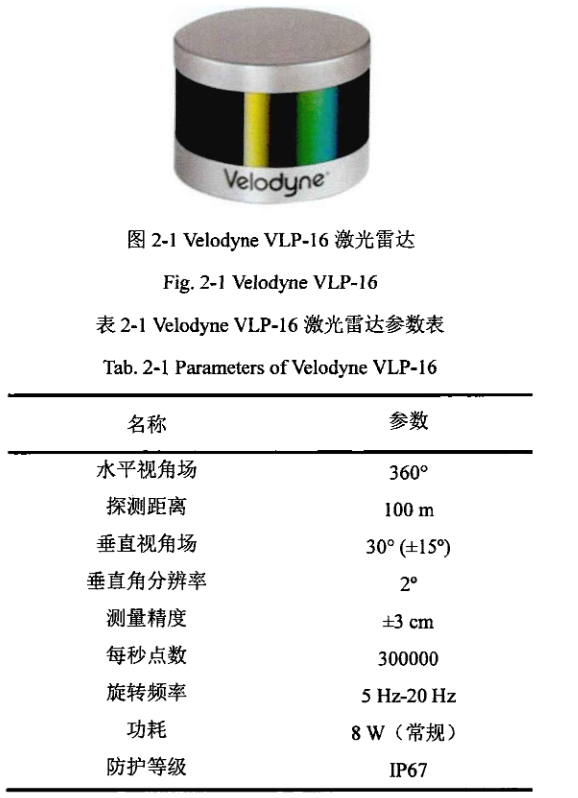 Velodyne
图 2-1 Velodyne VLP-16 激光雷达
Fig. 2-1 Velodyne VLP-16
表 2-1 Velodyne VLP-16 激光雷达参数表
Tab. 2-1 Parameters of Velodyne VLP-16
名称 参数
水平视角场 360°
探测距离 100 m
垂直视角场 30° (±15°)
垂直角分辨率 2°
测量精度 ±3 cm
每秒点数 300000
旋转频率 5 Hz-20 Hz
功耗 8 W（常规）
防护等级 IP67